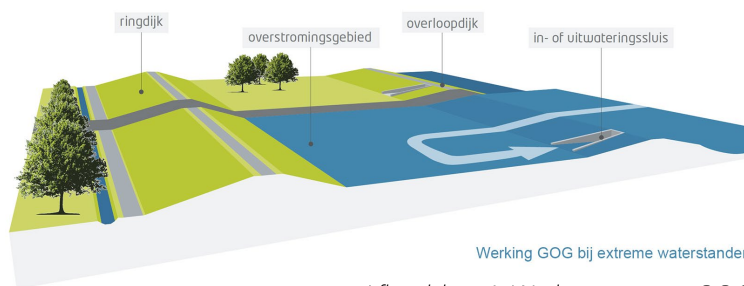 ringdijk
overstromingsgebied
overloopdijk
in- of uitwateringssluis
Werking GOG bij extreme waterstanden